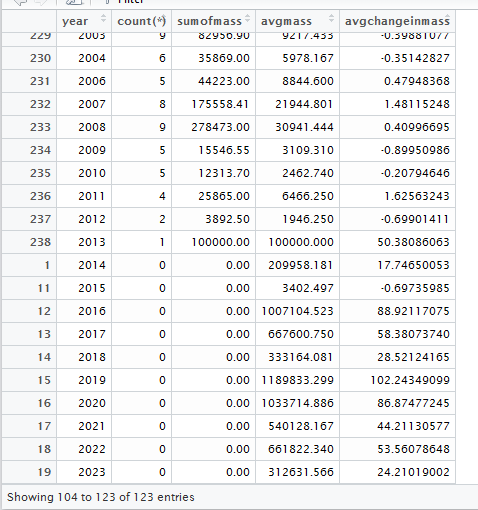 Filter
year count(*) sumofmass avgmass avgchangeinmass
229 2003 9 82956.90 9217.433 -0.39881077
230 2004 6 35869.00 5978.167 -0.35142827
231 2006 5 44223.00 8844.600 0.47948368
232 2007 8 175558.41 21944.801 1.48115248
233 2008 9 278473.00 30941.444 0.40996695
234 2009 5 15546.55 3109.310 -0.89950986
235 2010 5 12313.70 2462.740 -0.20794646
236 2011 4 25865.00 6466.250 1.62563243
237 2012 2 3892.50 1946.250 -0.69901411
238 2013 1 100000.00 100000.000 50.38086063
1 2014 0 0.00 209958.181 17.74650053
11 2015 0 0.00 3402.497 -0.69735985
12 2016 0 0.00 1007104.523 88.92117075
13 2017 0 0.00 667600.750 58.38073740
14 2018 0 0.00 333164.081 28.52124165
15 2019 0 0.00 1189833.299 102.24349099
16 2020 0 0.00 1033714.886 86.87477245
17 2021 0 0.00 540128.167 44.21130577
18 2022 0 0.00 661822.340 53.56078648
19 2023 0 0.00 312631.566 24.21019002
Showing 104 to 123 of 123 entries